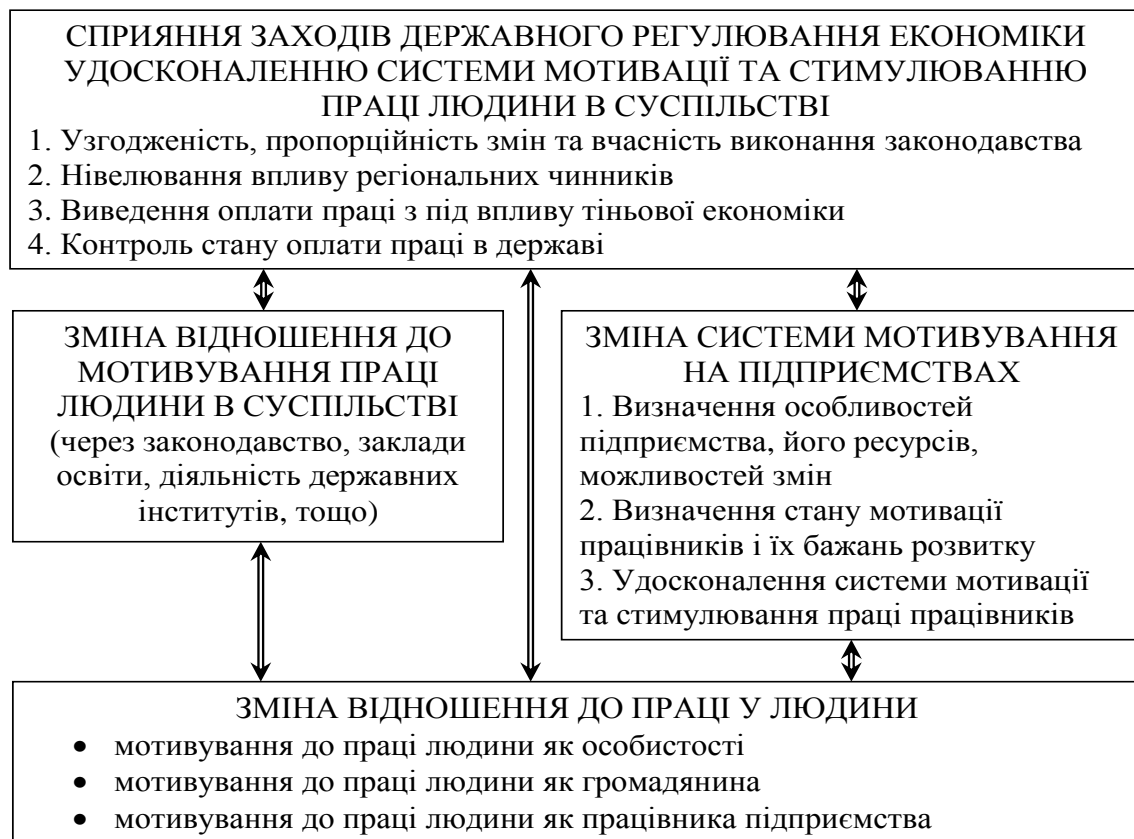 СПРИЯННЯ ЗАХОДІВ ДЕРЖАВНОГО РЕГУЛЮВАННЯ ЕКОНОМІКИ
УДОСКОНАЛЕННЮ СИСТЕМИ МОТИВАЦІЇ ТА СТИМУЛЮВАННЮ
ПРАЦІ ЛЮДИНИ В СУСПІЛЬСТВІ
1. Узгодженість, пропорційність змін та вчасність виконання законодавства
2. Нівелювання впливу регіональних чинників
3. Виведення оплати праці з під впливу тіньової економіки
4. Контроль стану оплати праці в державі
ЗМІНА ВІДНОШЕННЯ ДО
МОТИВУВАННЯ ПРАЦІ
ЛЮДИНИ В СУСПІЛЬСТВІ
(через законодавство, заклади
освіти, діяльність державних
інститутів, тощо)
ЗМІНА СИСТЕМИ МОТИВУВАННЯ
НА ПІДПРИЄМСТВАХ
1. Визначення особливостей
підприємства, його ресурсів,
можливостей змін
2. Визначення стану мотивації
працівників і їх бажань розвитку
3. Удосконалення системи мотивації
та стимулювання праці працівників
ЗМІНА ВІДНОШЕННЯ ДО ПРАЦІ У ЛЮДИНИ
• мотивування до праці людини як особистості
• мотивування до праці людини як громадянина
• мотивування до праці людини як працівника підприємства